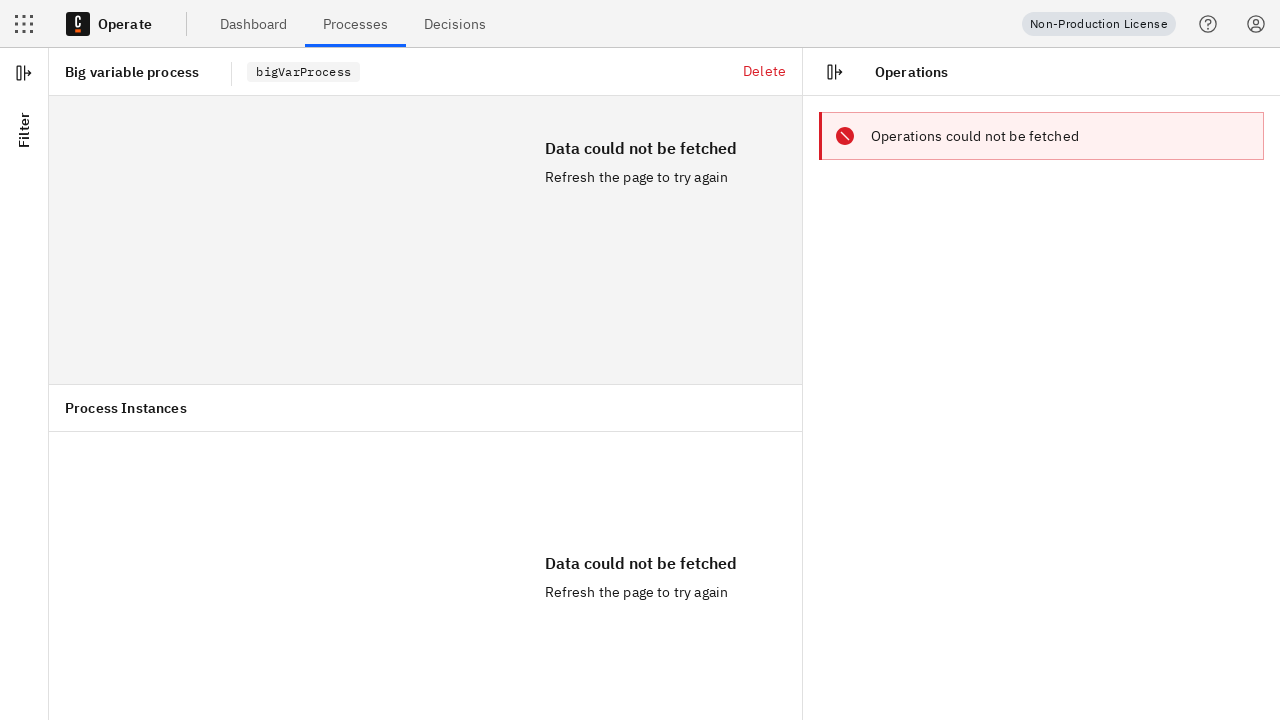 Operate
Dashboard
Processes
Decisions
Non-Production License
Filter
Big variable process
bigVarProcess
Delete
Data could not be fetched
Refresh the page to try again
Process Instances
Data could not be fetched
Refresh the page to try again
Operations
Operations could not be fetched